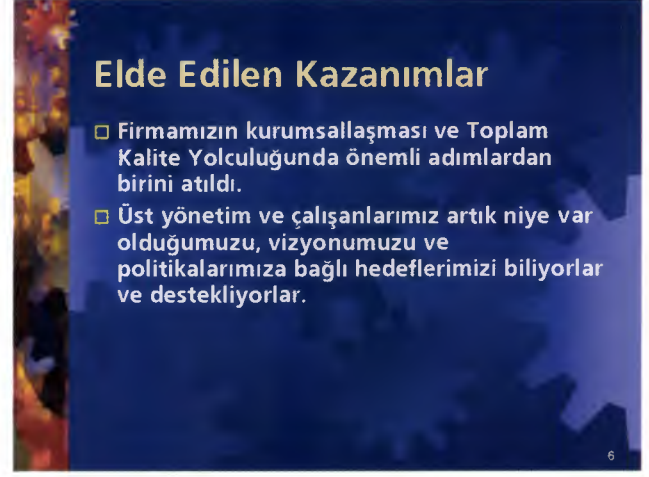 Elde Edilen Kazanımlar
Firmamızın kurumsallaşması ve Toplam
Kalite Yolculuğunda önemli adımlardan
birini atıldı.
Üst yönetim ve çalışanlarımız artık niye var
olduğumuzu, vizyonumuzu ve
politikalarımıza bağlı hedeflerimizi biliyorlar
ve destekliyorlar.
6